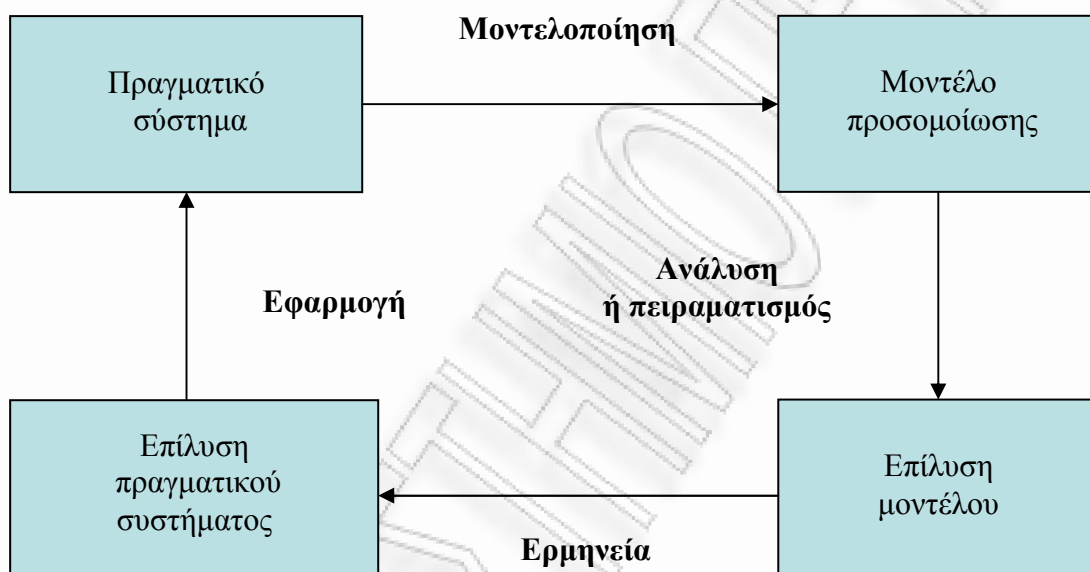 Μοντελοποίηση
Πραγματικό
σύστημα
Μοντέλο
προσομοίωσης
Ανάλυση
ή πειραματισμός
Εφαρμογή
Επίλυση
πραγματικού
συστήματος
Επίλυση
μοντέλου
Ερμηνεία